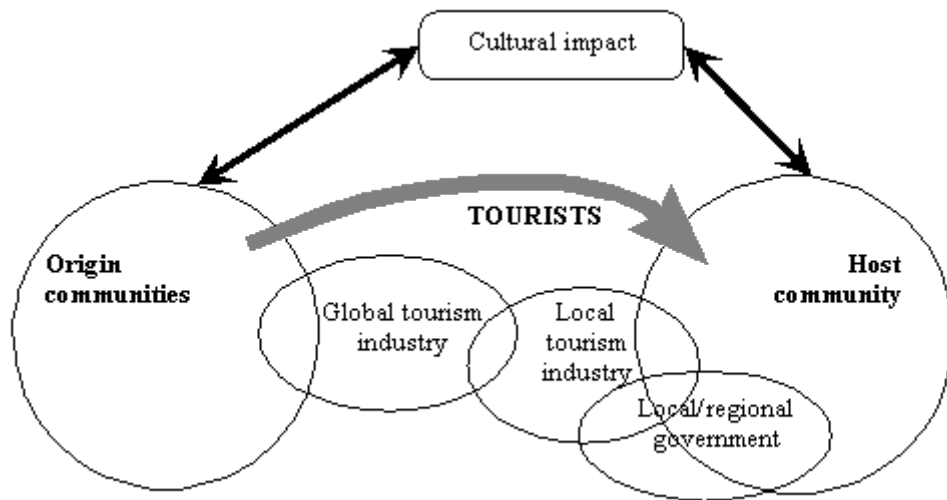 Cultural impact
TOURISTS
Origin
communities
Host
community
Global tourism
industry
Local
tourism
industry
Local/regional
government